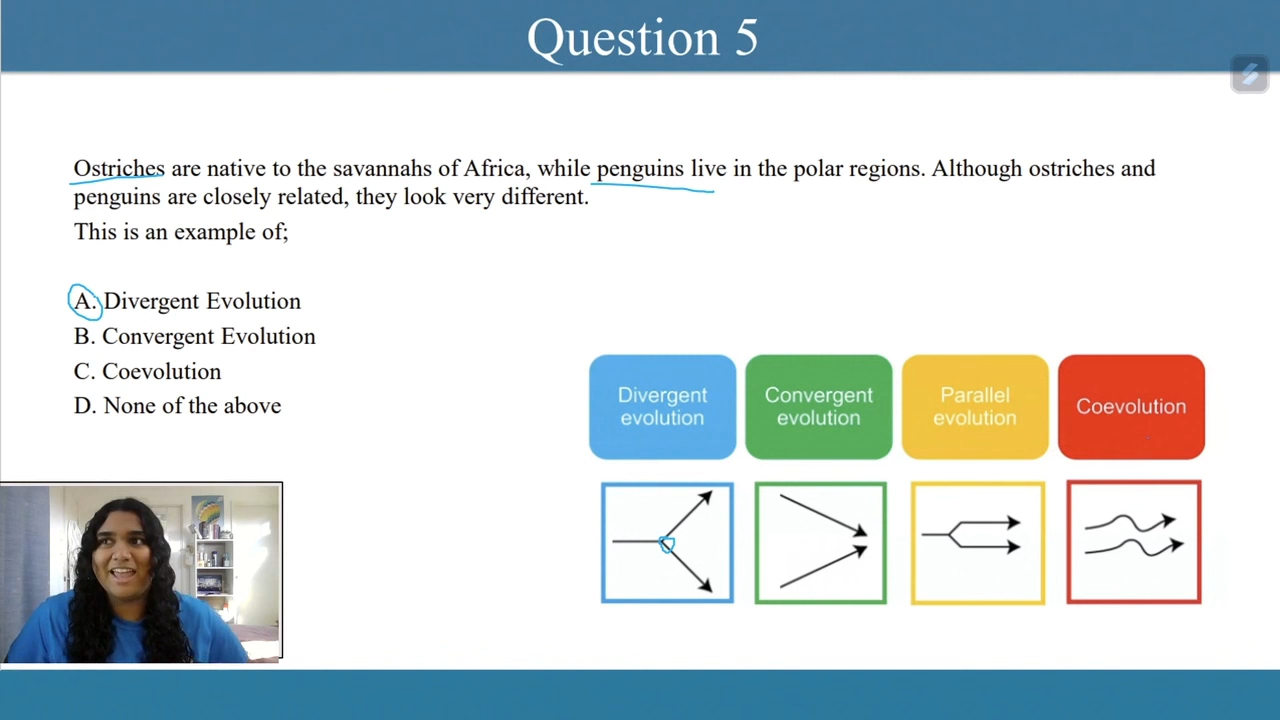 Question 5
Ostriches are native to the savannahs of Africa, while penguins live in the polar regions. Although ostriches and
penguins are closely related, they look very different.
This is an example of;
A. Divergent Evolution
B. Convergent Evolution
C. Coevolution
D. None of the above
Divergent
evolution
Convergent
evolution
Parallel
evolution
Coevolution